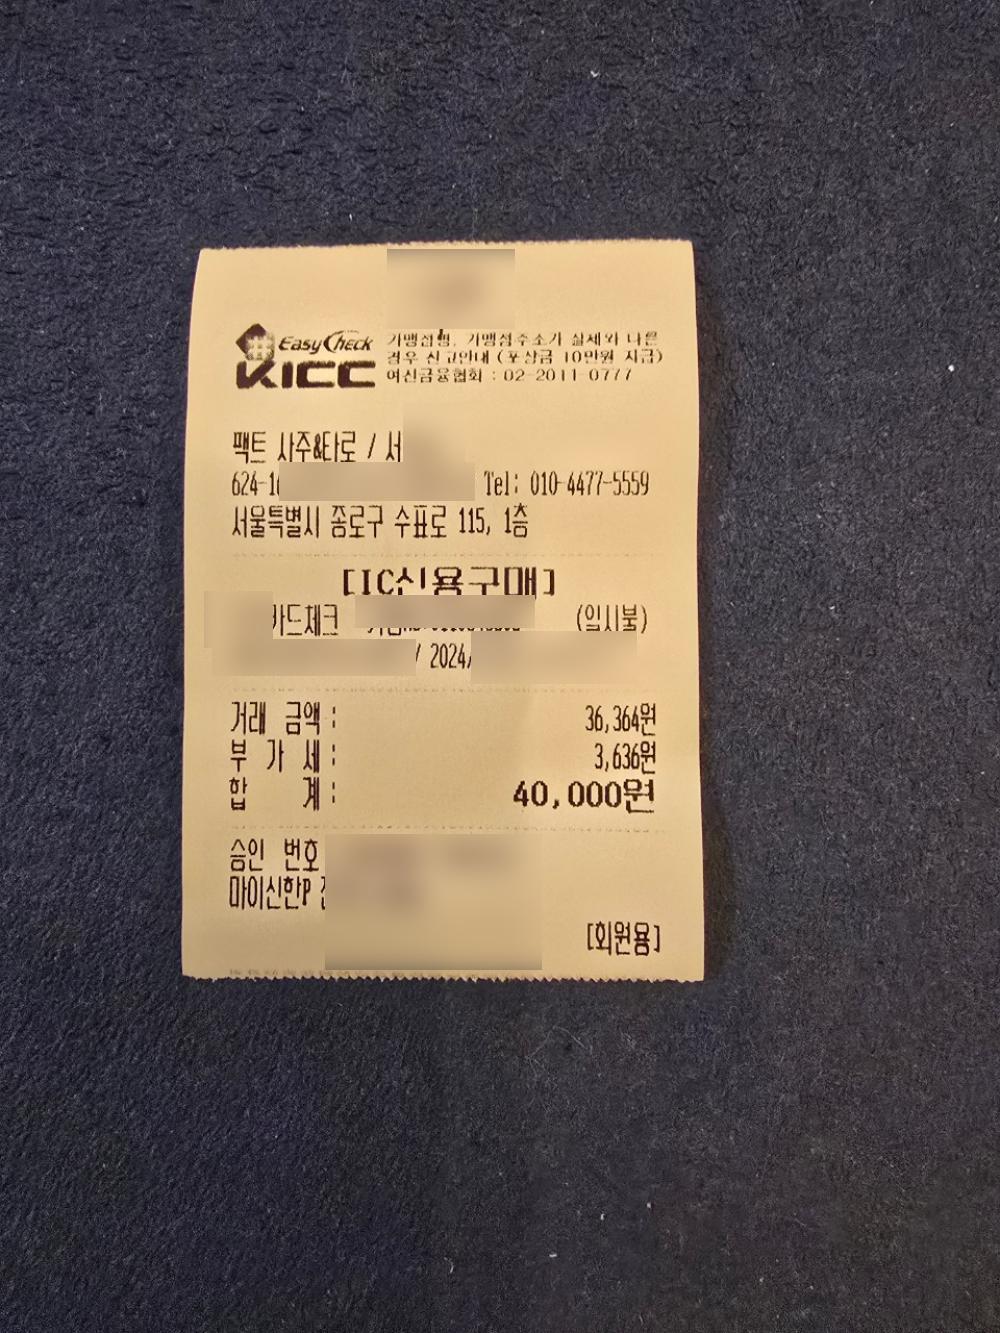 EasyCheck
KICC
가맹점명, 가맹점주소가 실제와 다른
경우 신고안내 (포상금 10만원 지급)
여신금융협회 : 02-2011-0777
팩트 사주&타로 / 서
624-1 Tel: 010-4477-5559
서울특별시 종로구 수표로 115, 1층
[IC신용구매]
카드체크 (일시불)
/ 2024/
거래 금액 : 36,364원
부 가 세 : 3,636원
합 계 : 40,000원
승인 번호
마이신한P
[회원용]